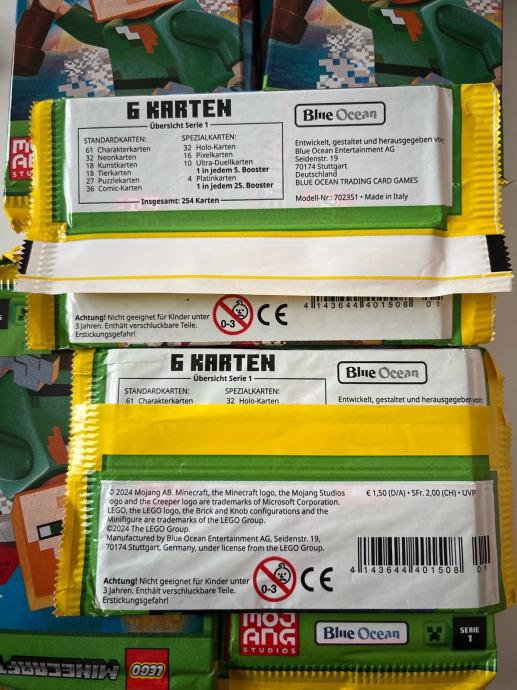 MOJ
ANG
STU
6 KARTEN
Übersicht Serie 1
STANDARDKARTEN:
61 Charakterkarten
32 Neonkarten
18 Kunstkarten
18 Tierkarten
27 Puzzlekarten
36 Comic-Karten
SPEZIALKARTEN:
32 Holo-Karten
16 Pixelkarten
10 Ultra-Duellkarten
1 in jedem 5. Booster
4 Platinkarten
1 in jedem 25. Booster
Insgesamt: 254 Karten
Blue Ocean
Entwickelt, gestaltet und herausgegeben von:
Blue Ocean Entertainment AG
Seidenstr. 19
70174 Stuttgart
Deutschland
BLUE OCEAN TRADING CARD GAMES
Modell-Nr.: 702351 • Made in Italy
Achtung! Nicht geeignet für Kinder unter
3 Jahren. Enthält verschluckbare Teile.
Erstickungsgefahr!
0-3
CE
4 143644 401508 01
6 KARTEN
Übersicht Serie 1
STANDARDKARTEN:
61 Charakterkarten
SPEZIALKARTEN:
32 Holo-Karten
Blue Ocean
Entwickelt, gestaltet und herausgegeben von:
© 2024 Mojang AB. Minecraft, the Minecraft logo, the Mojang Studios
logo and the Creeper logo are trademarks of Microsoft Corporation.
LEGO, the LEGO logo, the Brick and Knob configurations and the
Minifigure are trademarks of the LEGO Group.
©2024 The LEGO Group.
Manufactured by Blue Ocean Entertainment AG, Seidenstr. 19,
70174 Stuttgart, Germany, under license from the LEGO Group.
€ 1,50 (D/A) • SFr. 2,00 (CH) • UVP
4 143644 401508 01
Achtung! Nicht geeignet für Kinder unter
3 Jahren. Enthält verschluckbare Teile.
Erstickungsgefahr!
0-3
CE
MOJ
ANG
STUDIOS
Blue Ocean
SERIE
1
MINECRAFT
LEGO